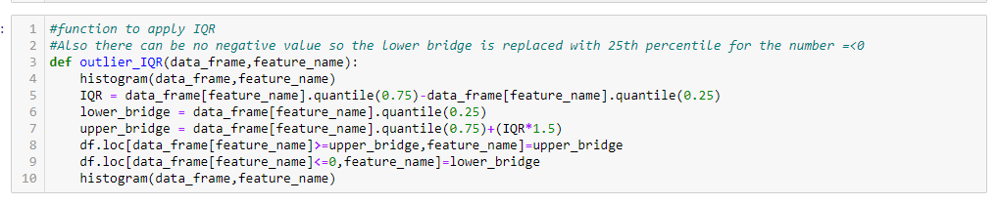 1 #function to apply IQR
2 #Also there can be no negative value so the lower bridge is replaced with 25th percentile for the number =<0
3 def outlier_IQR(data_frame,feature_name):
4     histogram(data_frame,feature_name)
5     IQR = data_frame[feature_name].quantile(0.75)-data_frame[feature_name].quantile(0.25)
6     lower_bridge = data_frame[feature_name].quantile(0.25)
7     upper_bridge = data_frame[feature_name].quantile(0.75)+(IQR*1.5)
8     df.loc[data_frame[feature_name]>=upper_bridge,feature_name]=upper_bridge
9     df.loc[data_frame[feature_name]<=0,feature_name]=lower_bridge
10     histogram(data_frame,feature_name)